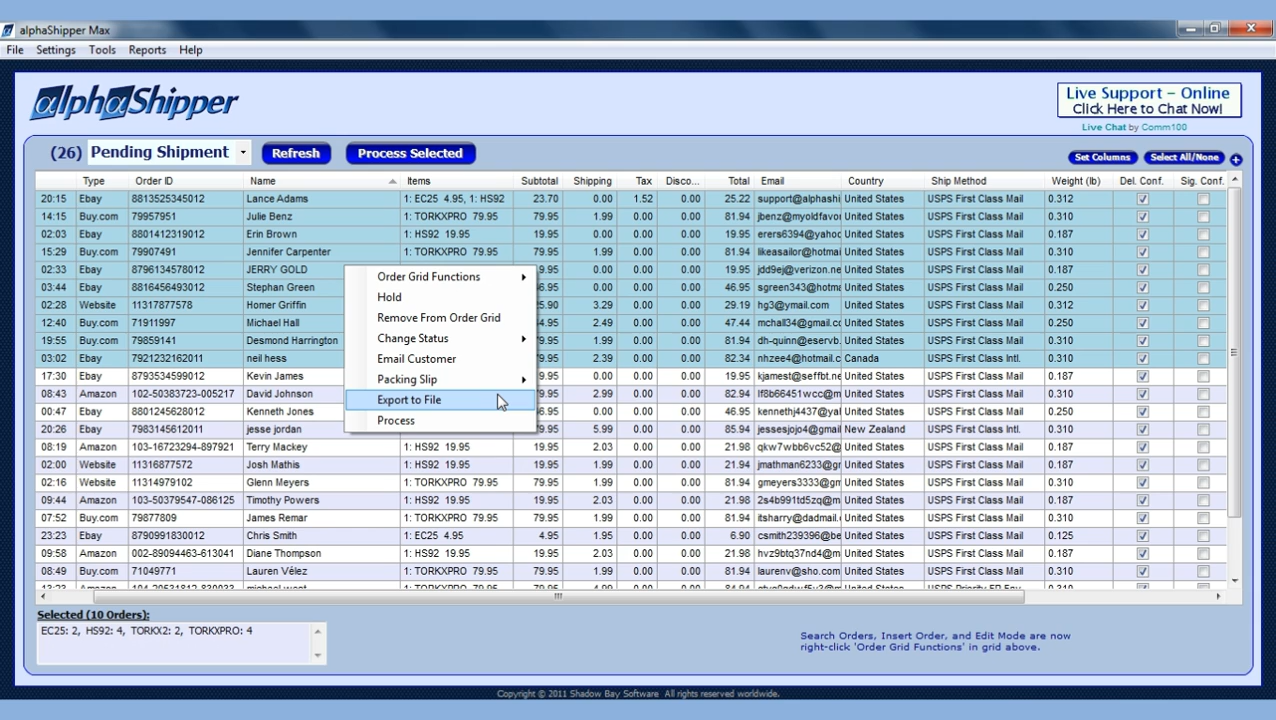 alphaShipper Max
File Settings Tools Reports Help
alphaShipper
Live Support – Online
Click Here to Chat Now!
Live Chat by Comm100
(26) Pending Shipment Refresh Process Selected Set Columns Select All/None
Type Order ID Name Items Subtotal Shipping Tax Disco... Total Email Country Ship Method Weight (lb) Del. Conf. Sig. Conf.
20:15 Ebay 8813525345012 Lance Adams 1: EC25 4.95, 1: HS92 23.70 0.00 1.52 0.00 25.22 support@alphashi United States USPS First Class Mail 0.312
14:15 Buy.com 79957951 Julie Benz 1: TORKXPRO 79.95 79.95 1.99 0.00 0.00 81.94 jbenz@myoldfavor United States USPS First Class Mail 0.310
02:03 Ebay 8801412319012 Erin Brown 1: HS92 19.95 19.95 0.00 0.00 0.00 19.95 erers6394@yahoo United States USPS First Class Mail 0.187
15:29 Buy.com 79907491 Jennifer Carpenter 1: TORKXPRO 79.95 79.95 1.99 0.00 0.00 81.94 likeasailor@hotmai United States USPS First Class Mail 0.310
02:33 Ebay 8796134578012 JERRY GOLD 9.95 0.00 0.00 0.00 19.95 jdd9ej@verizon.ne United States USPS First Class Mail 0.187
03:44 Ebay 8816456493012 Stephan Green 6.95 0.00 0.00 0.00 46.95 sgreen343@hotmai United States USPS First Class Mail 0.250
02:28 Website 11317877578 Homer Griffin 5.90 3.29 0.00 0.00 29.19 hg3@ymail.com United States USPS First Class Mail 0.312
12:40 Buy.com 71911997 Michael Hall 4.95 2.49 0.00 0.00 47.44 mchall34@gmail.cc United States USPS First Class Mail 0.250
19:55 Buy.com 79859141 Desmond Harrington 9.95 1.99 0.00 0.00 81.94 dh-quinn@eserv.b United States USPS First Class Mail 0.310
03:02 Ebay 7921232162011 neil hess 9.95 2.39 0.00 0.00 82.34 nhzee4@hotmail.c Canada USPS First Class Intl. 0.310
17:30 Ebay 8793534599012 Kevin James 9.95 0.00 0.00 0.00 19.95 kjamest@seffbt.ne United States USPS First Class Mail 0.187
08:43 Amazon 102-50383723-005217 David Johnson 9.95 2.99 0.00 0.00 82.94 lf8b66451wcc@m United States USPS First Class Mail 0.310
00:47 Ebay 8801245628012 Kenneth Jones 6.95 0.00 0.00 0.00 46.95 kennethj4437@yal United States USPS First Class Mail 0.250
20:26 Ebay 7983145612011 jesse jordan 9.95 5.99 0.00 0.00 85.94 jessesjojo4@gmail New Zealand USPS First Class Intl. 0.310
08:19 Amazon 103-16723294-897921 Terry Mackey 1: HS92 19.95 19.95 2.03 0.00 0.00 21.98 qkw7wbb6vc52@ United States USPS First Class Mail 0.187
02:00 Website 11316877572 Josh Mathis 1: HS92 19.95 19.95 1.99 0.00 0.00 21.94 jmathman6233@gr United States USPS First Class Mail 0.187
02:16 Website 11314979102 Glenn Meyers 1: TORKXPRO 79.95 79.95 1.99 0.00 0.00 81.94 gmeyers3333@gm United States USPS First Class Mail 0.310
09:44 Amazon 103-50379547-086125 Timothy Powers 1: HS92 19.95 19.95 2.03 0.00 0.00 21.98 2s4b991td5zq@m United States USPS First Class Mail 0.187
07:52 Buy.com 79877809 James Remar 1: TORKXPRO 79.95 79.95 1.99 0.00 0.00 81.94 itsharry@dadmail.c United States USPS First Class Mail 0.310
23:23 Ebay 8790991830012 Chris Smith 1: EC25 4.95 4.95 1.95 0.00 0.00 6.90 csmith239396@be United States USPS First Class Mail 0.125
09:58 Amazon 002-89094463-613041 Diane Thompson 1: HS92 19.95 19.95 2.03 0.00 0.00 21.98 hvz9btq37nd4@m United States USPS First Class Mail 0.187
08:49 Buy.com 71049971 Lauren Vélez 1: TORKXPRO 79.95 79.95 1.99 0.00 0.00 81.94 laurenv@sho.com United States USPS First Class Mail 0.310
Order Grid Functions
Hold
Remove From Order Grid
Change Status
Email Customer
Packing Slip
Export to File
Process
Selected (10 Orders):
EC25: 2, HS92: 4, TORKX2: 2, TORKXPRO: 4
Search Orders, Insert Order, and Edit Mode are now
right-click 'Order Grid Functions' in grid above.
Copyright © 2011 Shadow Bay Software All rights reserved worldwide.